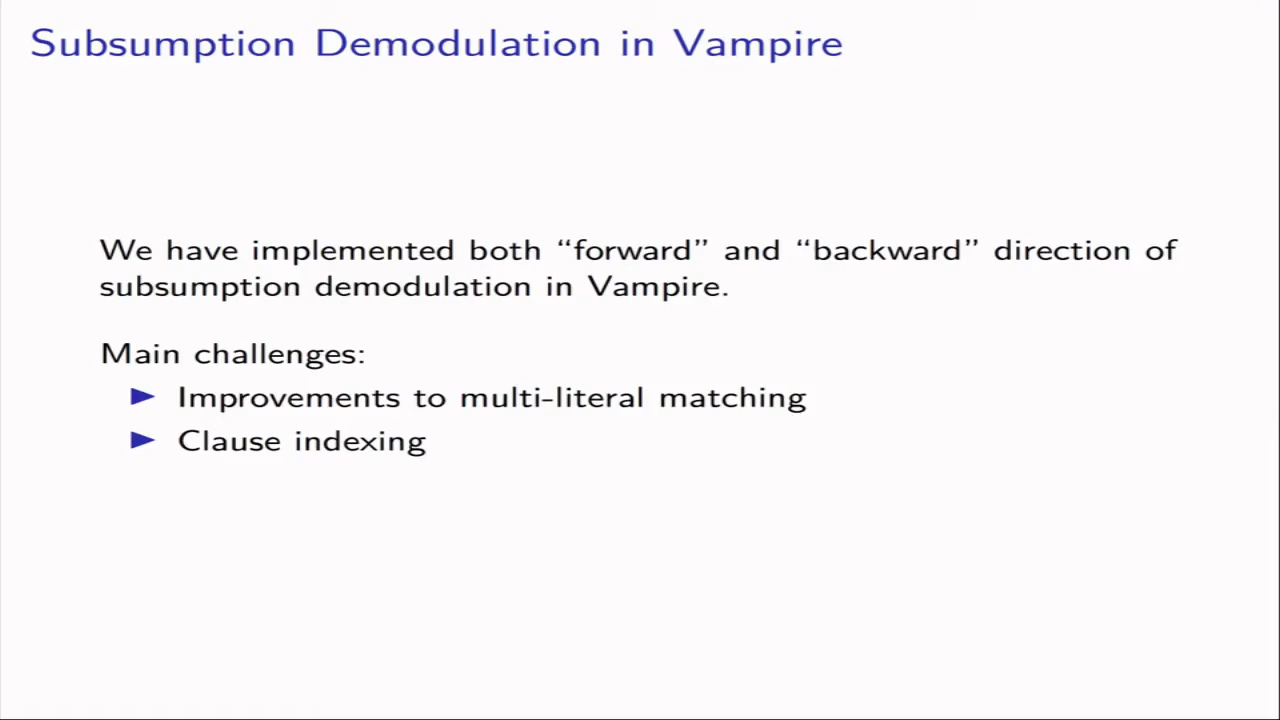 Subsumption Demodulation in Vampire
We have implemented both “forward” and “backward” direction of
subsumption demodulation in Vampire.
Main challenges:
▶ Improvements to multi-literal matching
▶ Clause indexing